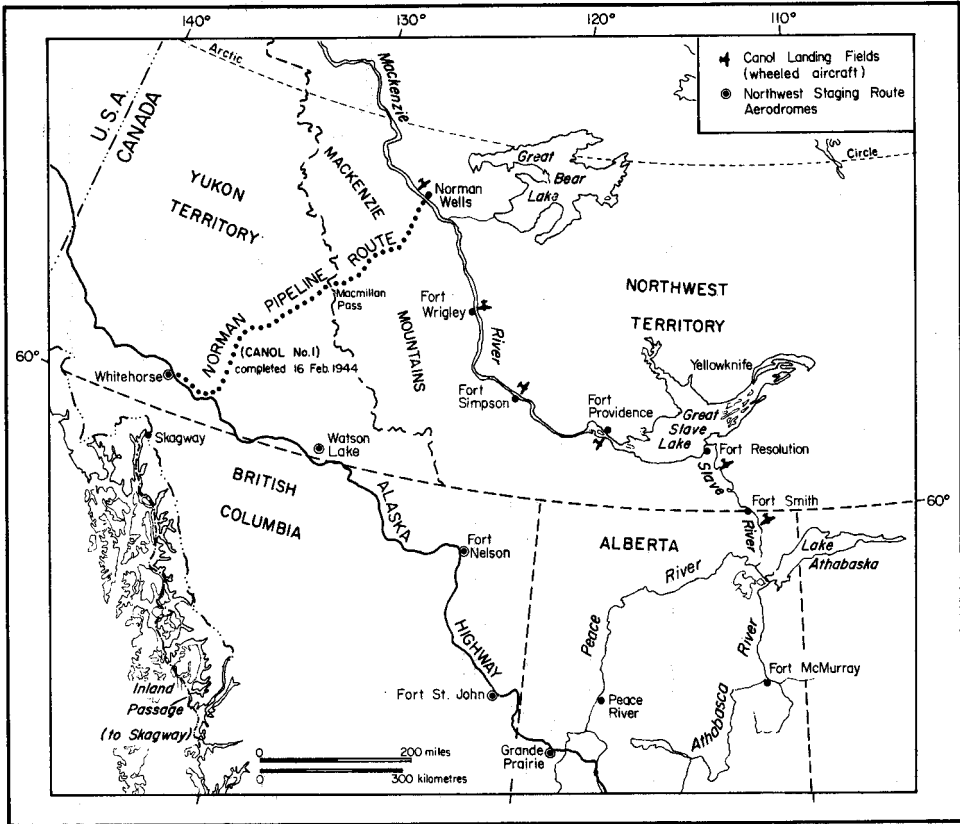 140°
130°
120°
110°
Arctic
Mackenzie
Canol Landing Fields
(wheeled aircraft)
Northwest Staging Route
Aerodromes
U.S.A.
CANADA
Circle
Great
Bear
Lake
YUKON
TERRITORY
MACKENZIE
MOUNTAINS
Norman
Wells
NORMAN PIPELINE ROUTE
Macmillan
Pass
(CANOL No.1)
completed 16 Feb. 1944
Fort
Wrigley
River
NORTHWEST
TERRITORY
60°
Whitehorse
Yellowknife
Fort
Simpson
Fort
Providence
Great
Slave
Lake
Skagway
Watson
Lake
Fort Resolution
Slave
River
Fort Smith
60°
BRITISH
COLUMBIA
ALASKA
HIGHWAY
Fort
Nelson
ALBERTA
Lake
Athabaska
Peace
River
River
Fort McMurray
Inland
Passage
(to Skagway)
Fort St. John
Peace
River
Athabasca
Grande
Prairie
0
200 miles
0
300 kilometres
140°
120°
110°